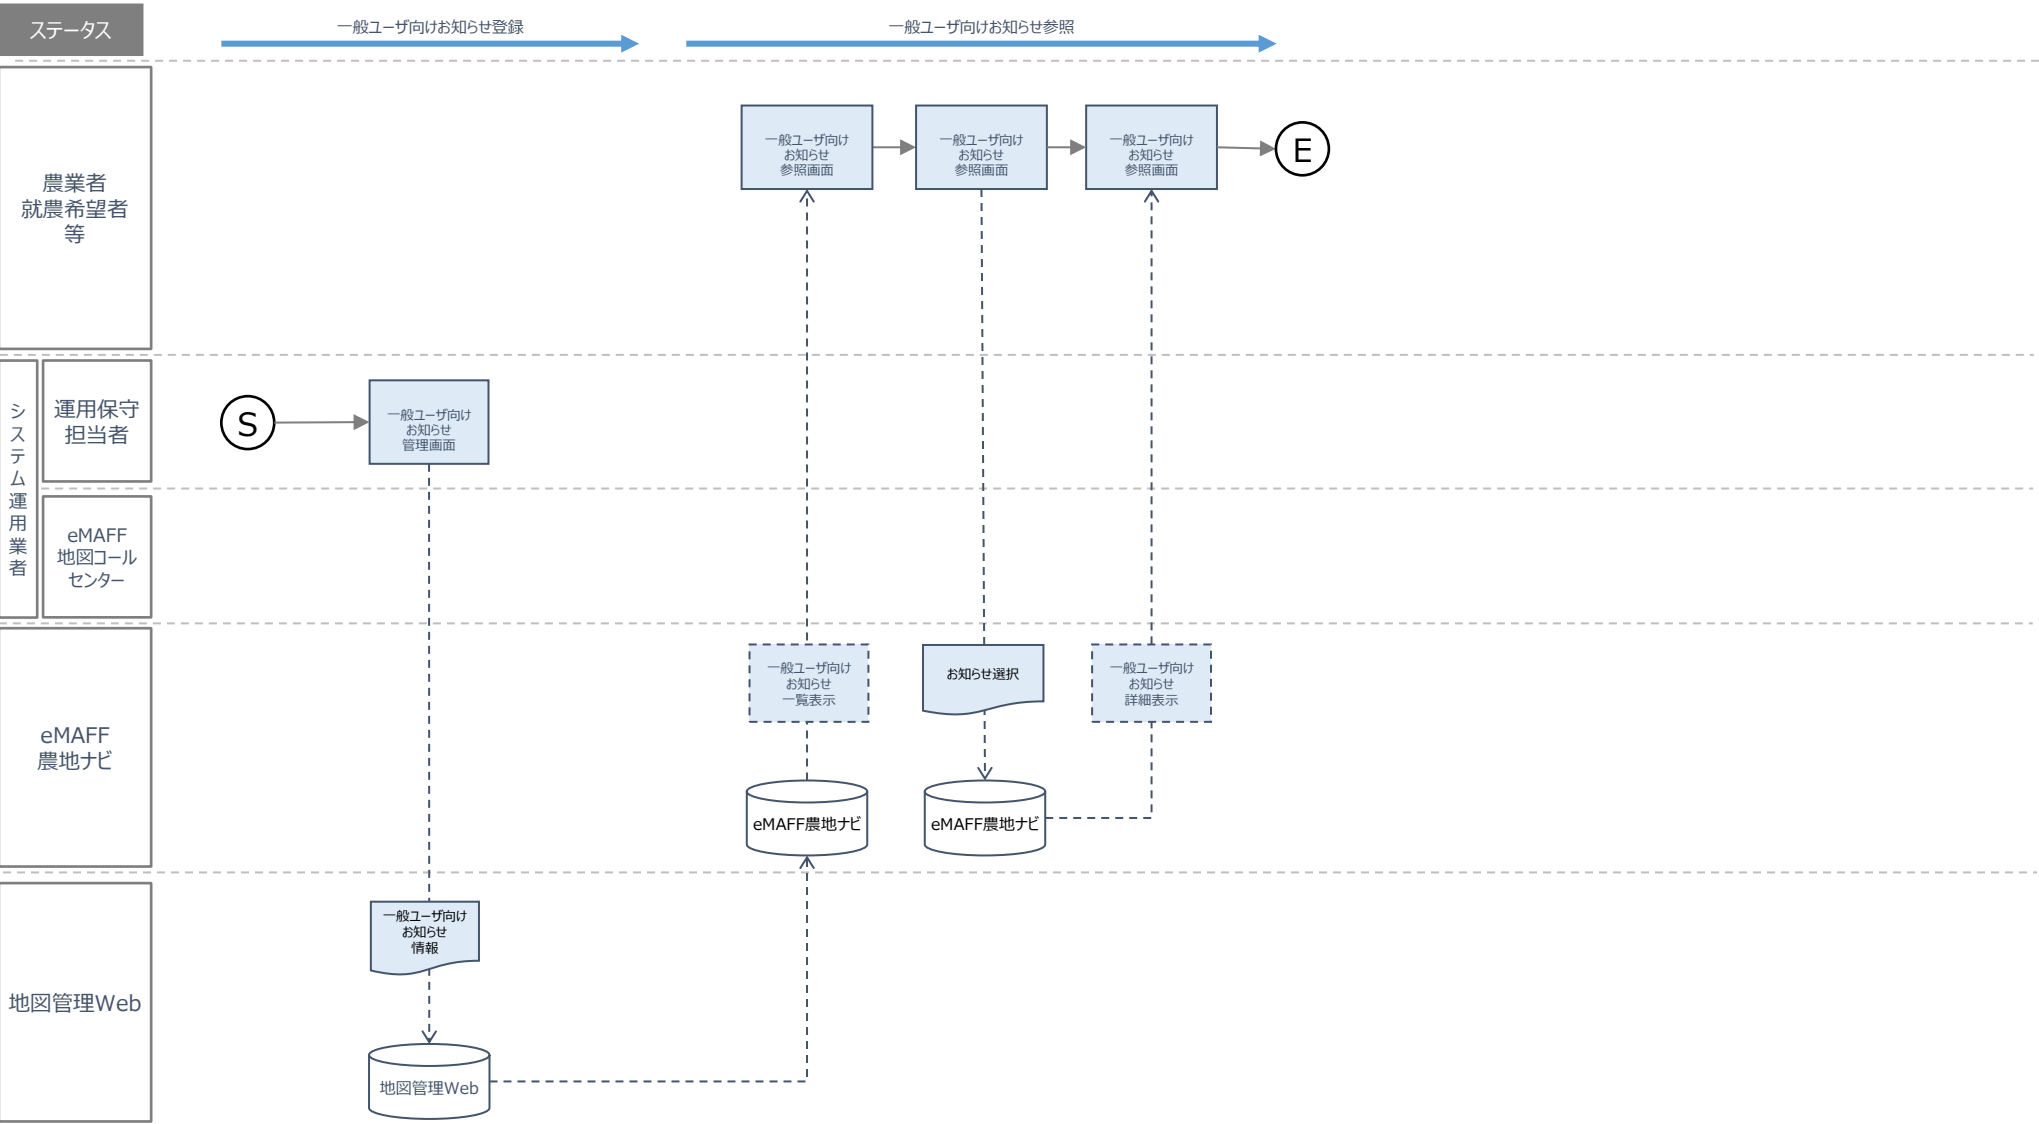 ステータス
一般ユーザ向けお知らせ登録
一般ユーザ向けお知らせ参照
農業者
就農希望者
等
一般ユーザ向け
お知らせ
参照画面
一般ユーザ向け
お知らせ
参照画面
一般ユーザ向け
お知らせ
参照画面
E
システム運用業者
運用保守
担当者
S
一般ユーザ向け
お知らせ
管理画面
eMAFF
地図コール
センター
eMAFF
農地ナビ
一般ユーザ向け
お知らせ
一覧表示
お知らせ選択
一般ユーザ向け
お知らせ
詳細表示
eMAFF農地ナビ
eMAFF農地ナビ
地図管理Web
一般ユーザ向け
お知らせ
情報
地図管理Web